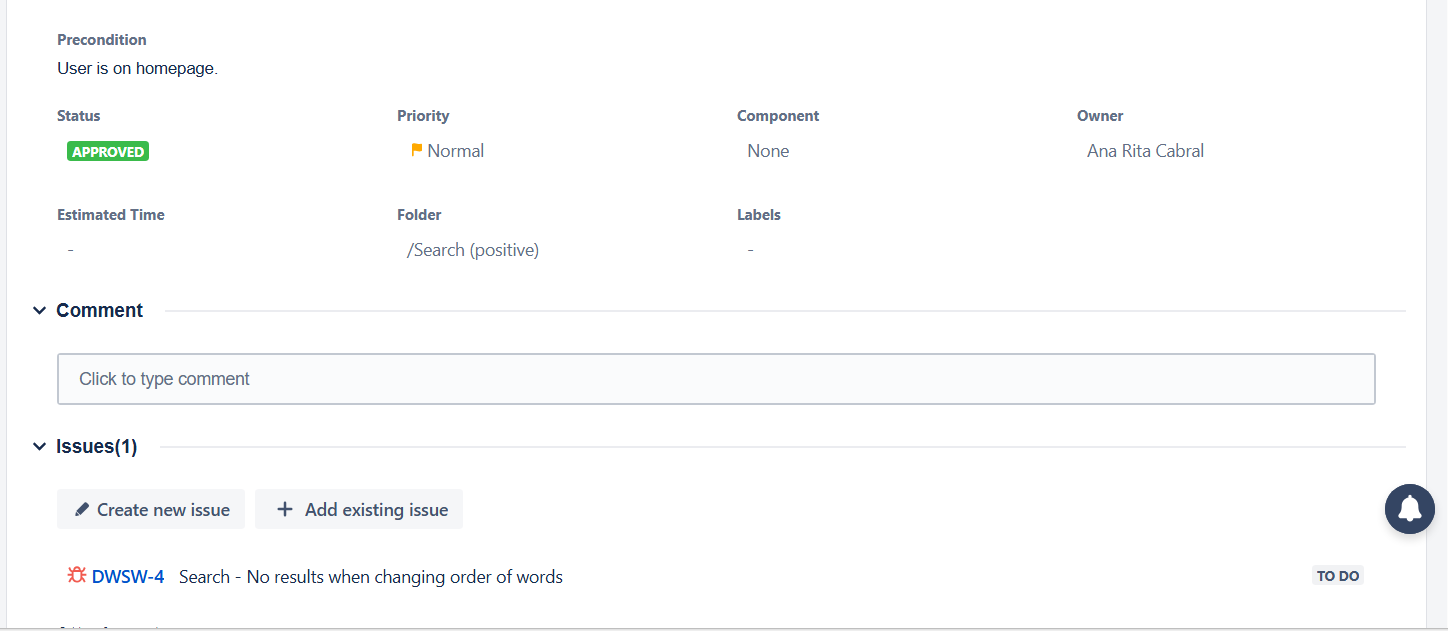 Precondition
User is on homepage.
Status Priority Component Owner
APPROVED Normal None Ana Rita Cabral
Estimated Time Folder Labels
- /Search (positive) -
Comment
Click to type comment
Issues(1)
Create new issue Add existing issue
DWSW-4 Search - No results when changing order of words TO DO